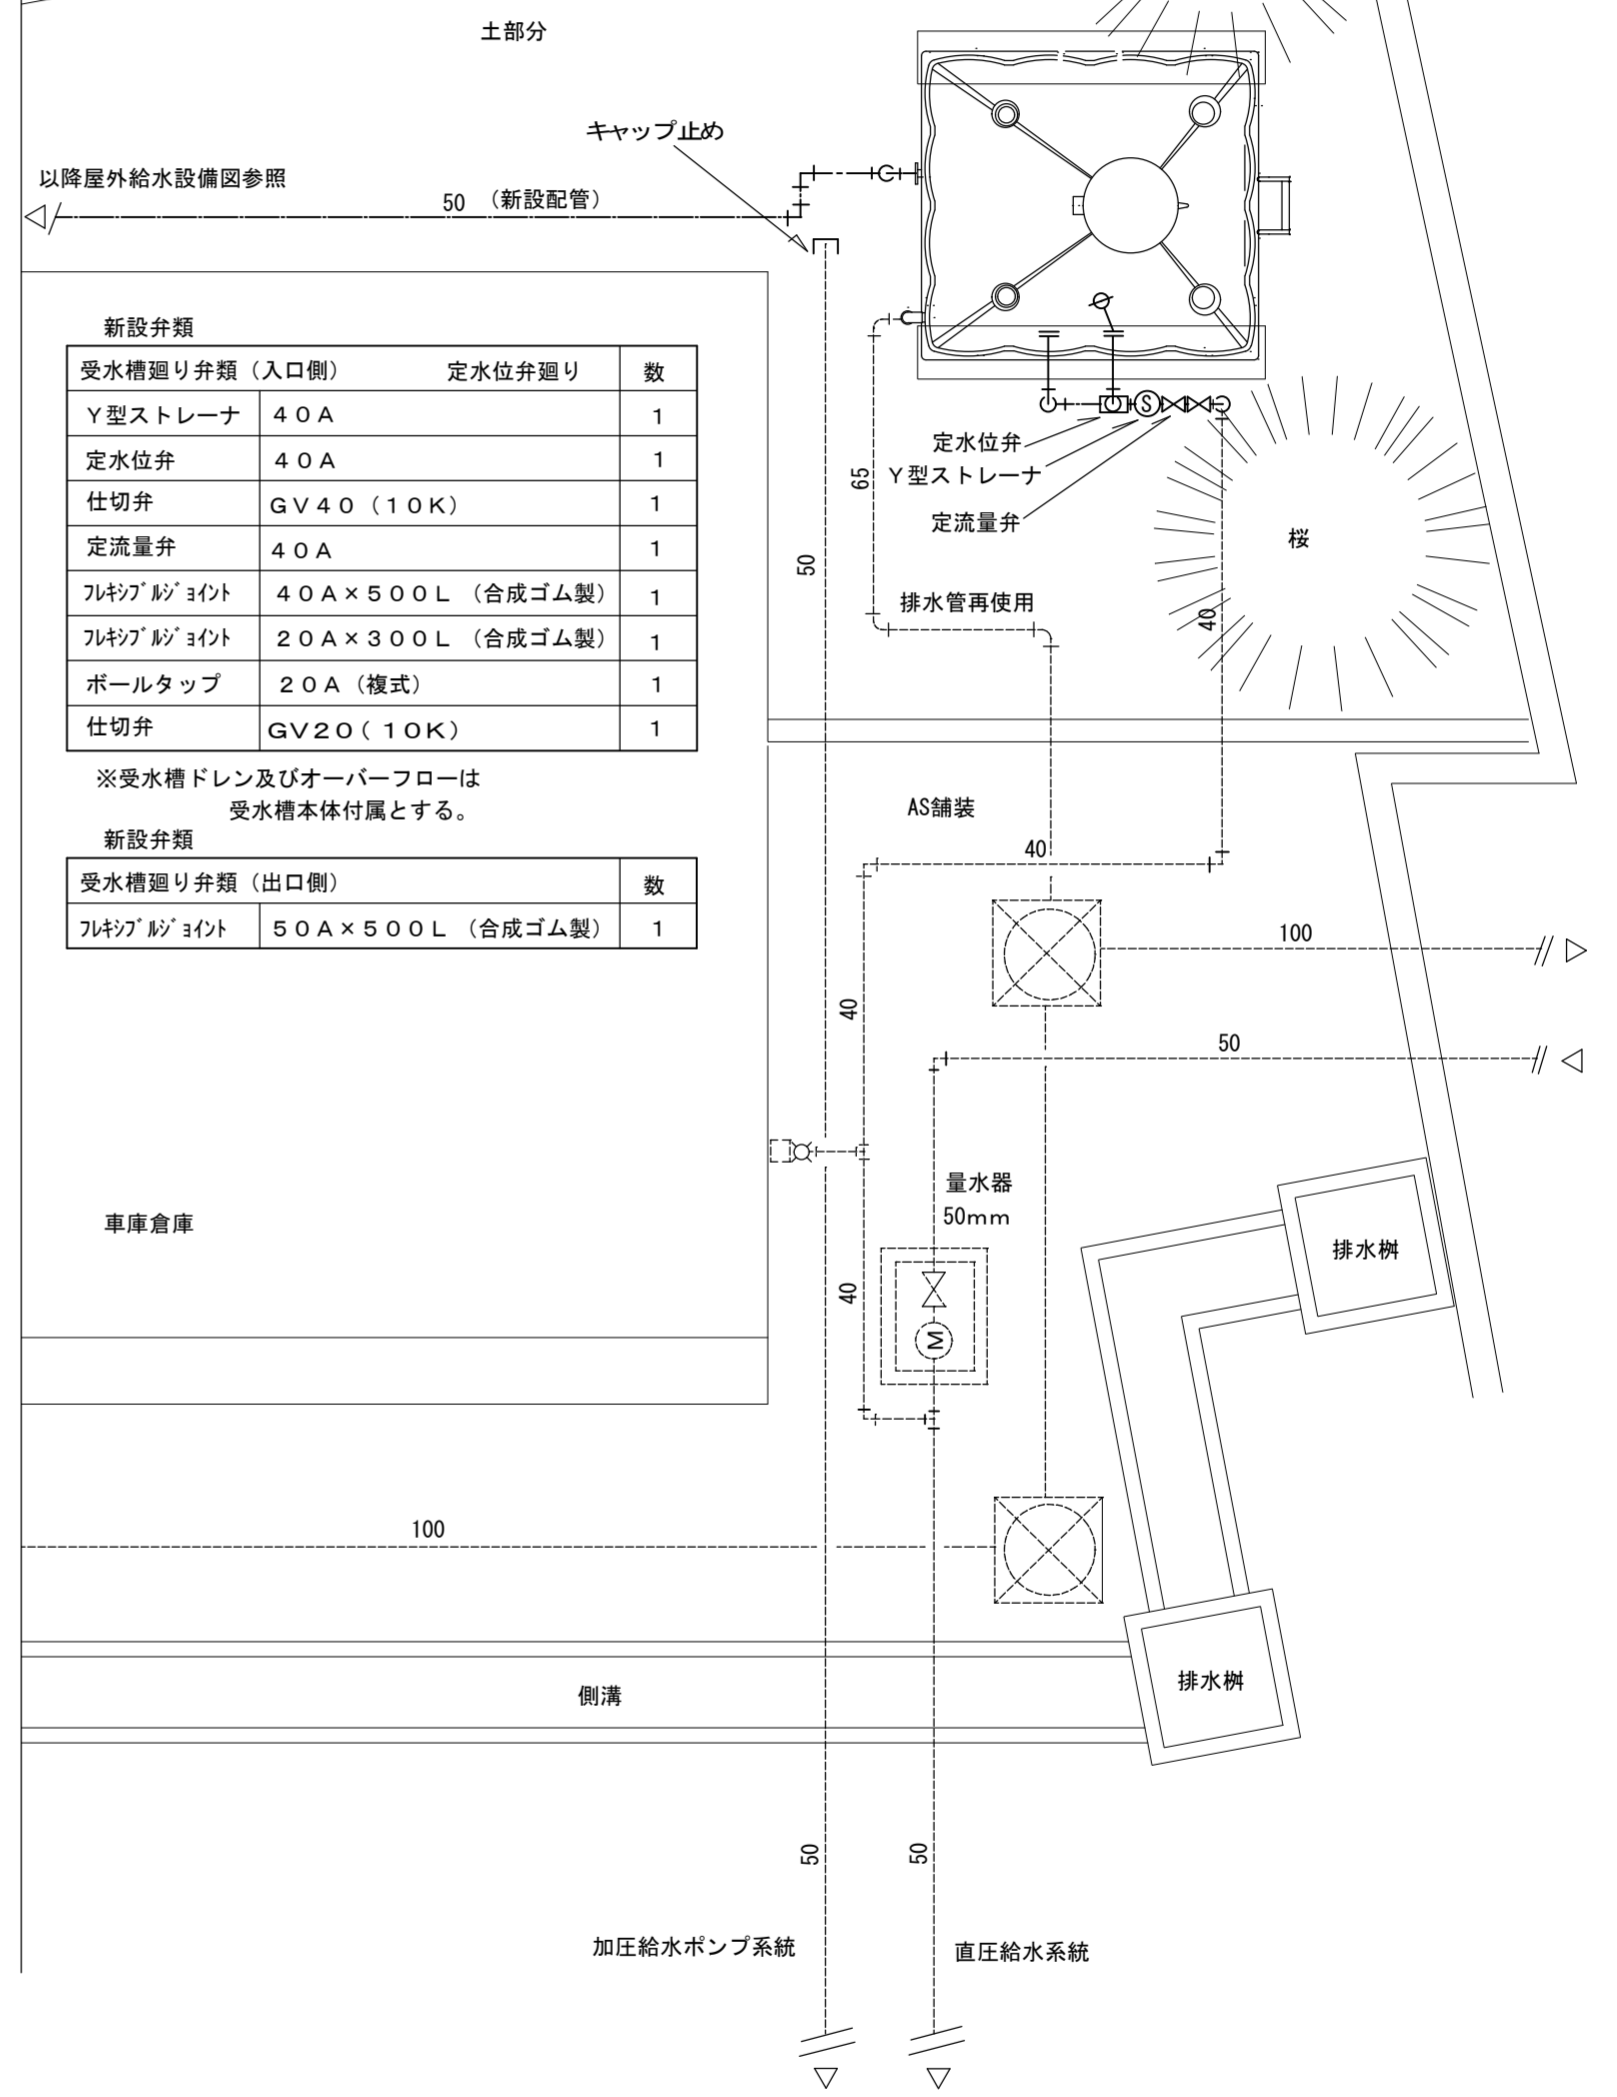 土部分
キャップ止め
以降屋外給水設備図参照
50 （新設配管）
新設弁類
受水槽廻り弁類（入口側） 定水位弁廻り 数
Ｙ型ストレーナ ４０Ａ 1
定水位弁 ４０Ａ 1
仕切弁 ＧＶ４０（１０Ｋ） 1
定流量弁 ４０Ａ 1
ﾌﾚｷｼﾌﾞﾙｼﾞｮｲﾝﾄ ４０Ａ×５００Ｌ（合成ゴム製） 1
ﾌﾚｷｼﾌﾞﾙｼﾞｮｲﾝﾄ ２０Ａ×３００Ｌ（合成ゴム製） 1
ボールタップ ２０Ａ（複式） 1
仕切弁 GV20(10K) 1
※受水槽ドレン及びオーバーフローは
受水槽本体付属とする。
新設弁類
受水槽廻り弁類（出口側） 数
ﾌﾚｷｼﾌﾞﾙｼﾞｮｲﾝﾄ ５０Ａ×５００Ｌ（合成ゴム製） 1
S
定水位弁
Ｙ型ストレーナ
定流量弁
65
50
桜
排水管再使用
40
AS舗装
40
100
40
50
量水器
50mm
車庫倉庫
排水桝
40
M
100
排水桝
側溝
50
50
加圧給水ポンプ系統
直圧給水系統